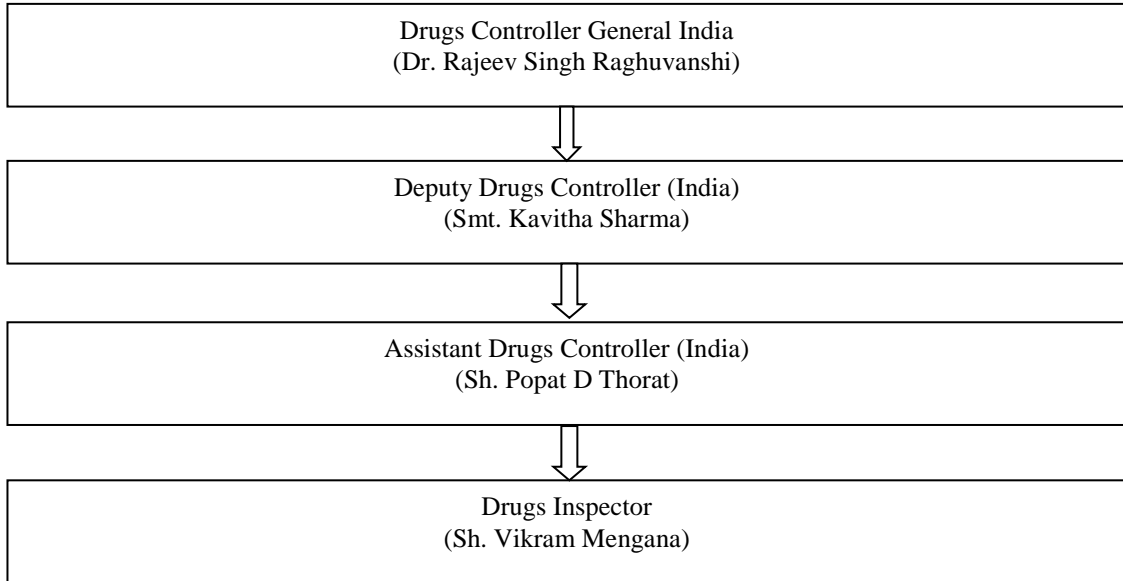 Drugs Controller General India
(Dr. Rajeev Singh Raghuvanshi)
Deputy Drugs Controller (India)
(Smt. Kavitha Sharma)
Assistant Drugs Controller (India)
(Sh. Popat D Thorat)
Drugs Inspector
(Sh. Vikram Mengana)